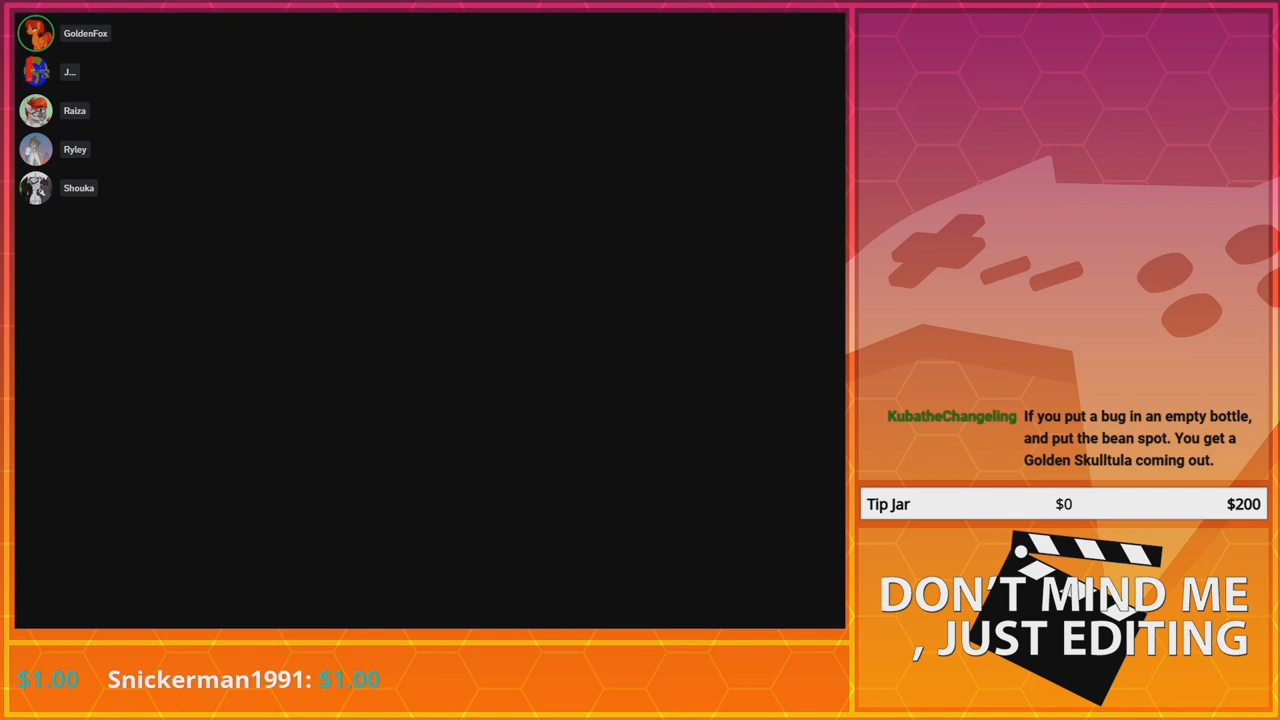 GoldenFox
J...
Raiza
Ryley
Shouka
KubatheChangeling If you put a bug in an empty bottle,
and put the bean spot. You get a
Golden Skulltula coming out.
Tip Jar $0 $200
DON'T MIND ME
, JUST EDITING
$1.00 Snickerman1991: $1.00